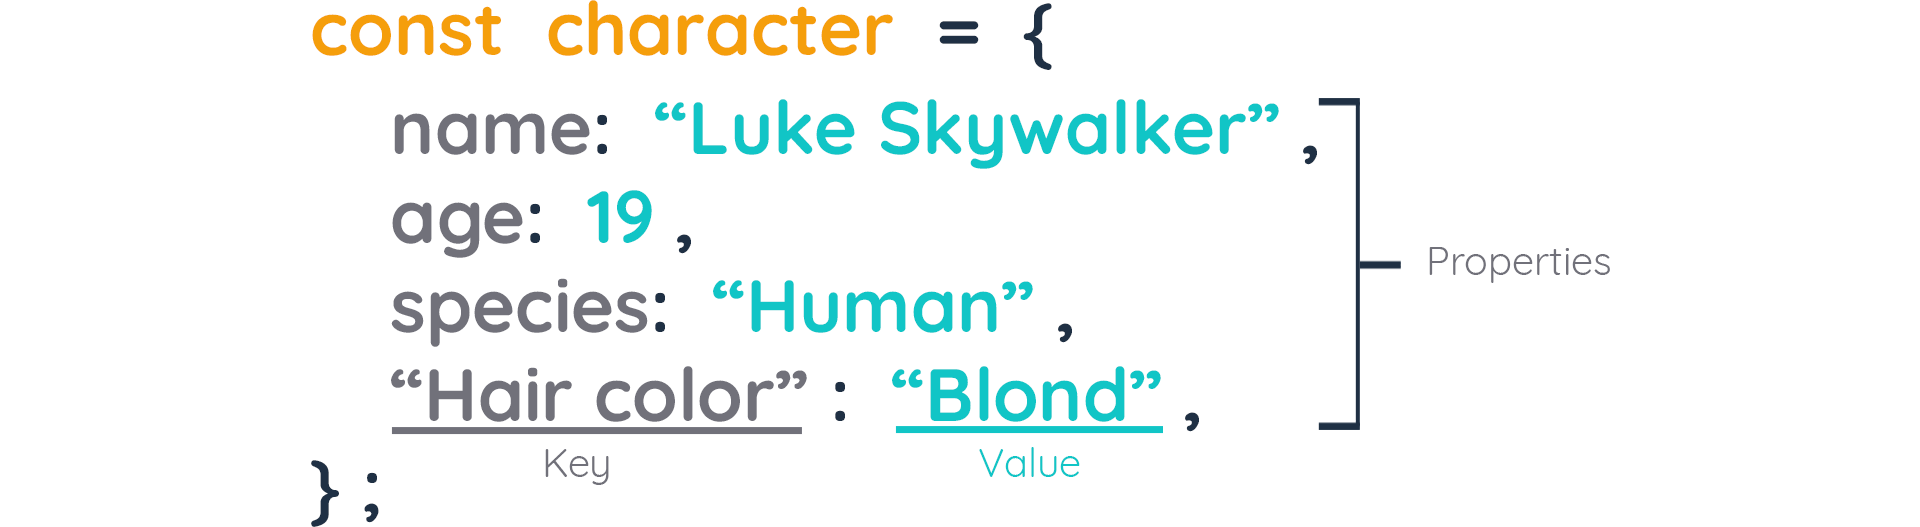 const character = {
name: “Luke Skywalker” ,
age: 19 ,
species: “Human” ,
“Hair color” : “Blond” ,
} ;
Key
Value
Properties